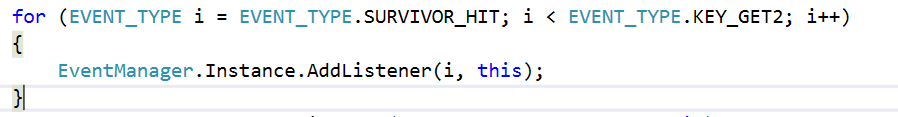 for (EVENT_TYPE i = EVENT_TYPE.SURVIVOR_HIT; i < EVENT_TYPE.KEY_GET2; i++)
{
    EventManager.Instance.AddListener(i, this);
}